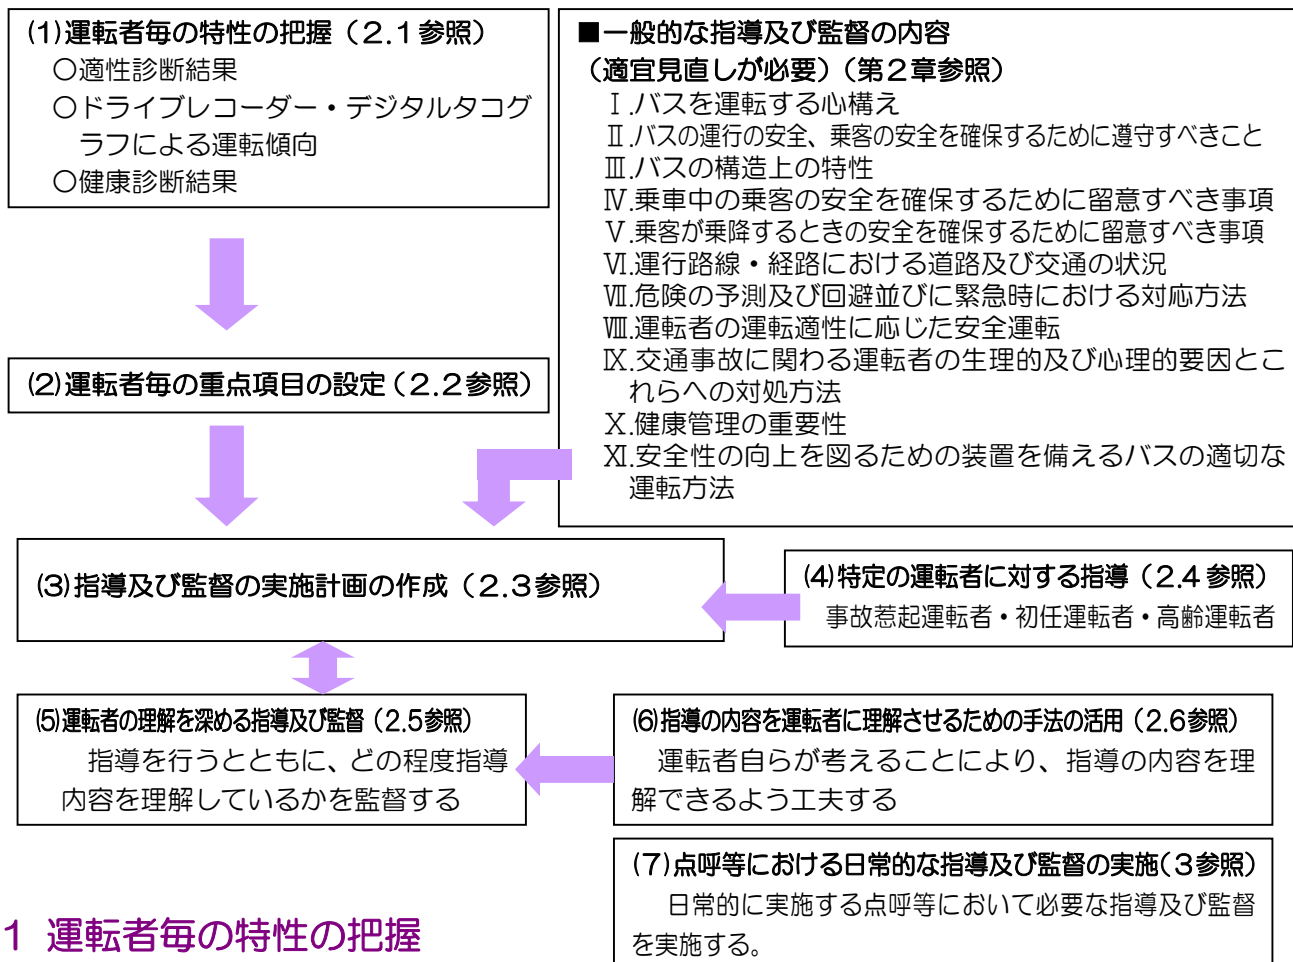 (1)運転者毎の特性の把握（2.1参照）
○適性診断結果
○ドライブレコーダー・デジタルタコグ
ラフによる運転傾向
○健康診断結果
■一般的な指導及び監督の内容
（適宜見直しが必要）（第２章参照）
Ⅰ.バスを運転する心構え
Ⅱ.バスの運行の安全、乗客の安全を確保するために遵守すべきこと
Ⅲ.バスの構造上の特性
Ⅳ.乗車中の乗客の安全を確保するために留意すべき事項
Ⅴ.乗客が乗降するときの安全を確保するために留意すべき事項
Ⅵ.運行路線・経路における道路及び交通の状況
Ⅶ.危険の予測及び回避並びに緊急時における対応方法
Ⅷ.運転者の運転適性に応じた安全運転
Ⅸ.交通事故に関わる運転者の生理的及び心理的要因とこ
れらへの対処方法
Ⅹ.健康管理の重要性
Ⅺ.安全性の向上を図るための装置を備えるバスの適切な
運転方法
(2)運転者毎の重点項目の設定（2.2参照）
(3)指導及び監督の実施計画の作成（2.3参照）
(4)特定の運転者に対する指導（2.4参照）
事故惹起運転者・初任運転者・高齢運転者
(5)運転者の理解を深める指導及び監督（2.5参照）
指導を行うとともに、どの程度指導
内容を理解しているかを監督する
(6)指導の内容を運転者に理解させるための手法の活用（2.6参照）
運転者自らが考えることにより、指導の内容を理
解できるよう工夫する
(7)点呼等における日常的な指導及び監督の実施（3参照）
日常的に実施する点呼等において必要な指導及び監督
を実施する。
1 運転者毎の特性の把握